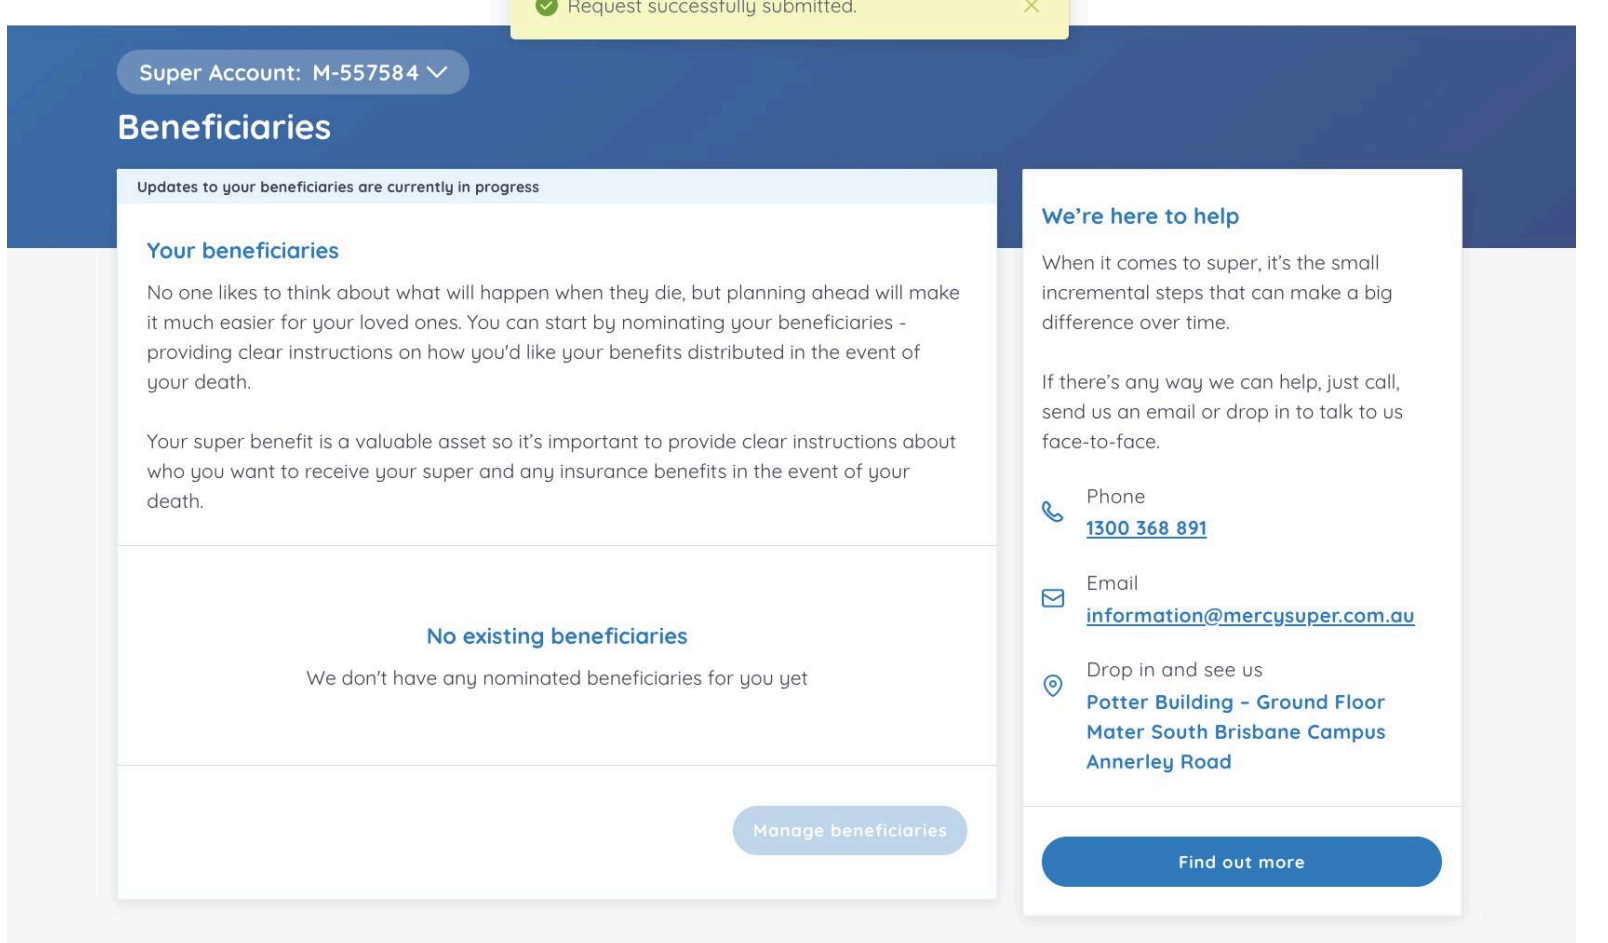 Request successfully submitted.
Super Account: M-557584
Beneficiaries
Updates to your beneficiaries are currently in progress
Your beneficiaries
No one likes to think about what will happen when they die, but planning ahead will make
it much easier for your loved ones. You can start by nominating your beneficiaries -
providing clear instructions on how you'd like your benefits distributed in the event of
your death.
Your super benefit is a valuable asset so it’s important to provide clear instructions about
who you want to receive your super and any insurance benefits in the event of your
death.
No existing beneficiaries
We don't have any nominated beneficiaries for you yet
Manage beneficiaries
We’re here to help
When it comes to super, it’s the small
incremental steps that can make a big
difference over time.
If there’s any way we can help, just call,
send us an email or drop in to talk to us
face-to-face.
Phone
1300 368 891
Email
information@mercysuper.com.au
Drop in and see us
Potter Building – Ground Floor
Mater South Brisbane Campus
Annerley Road
Find out more